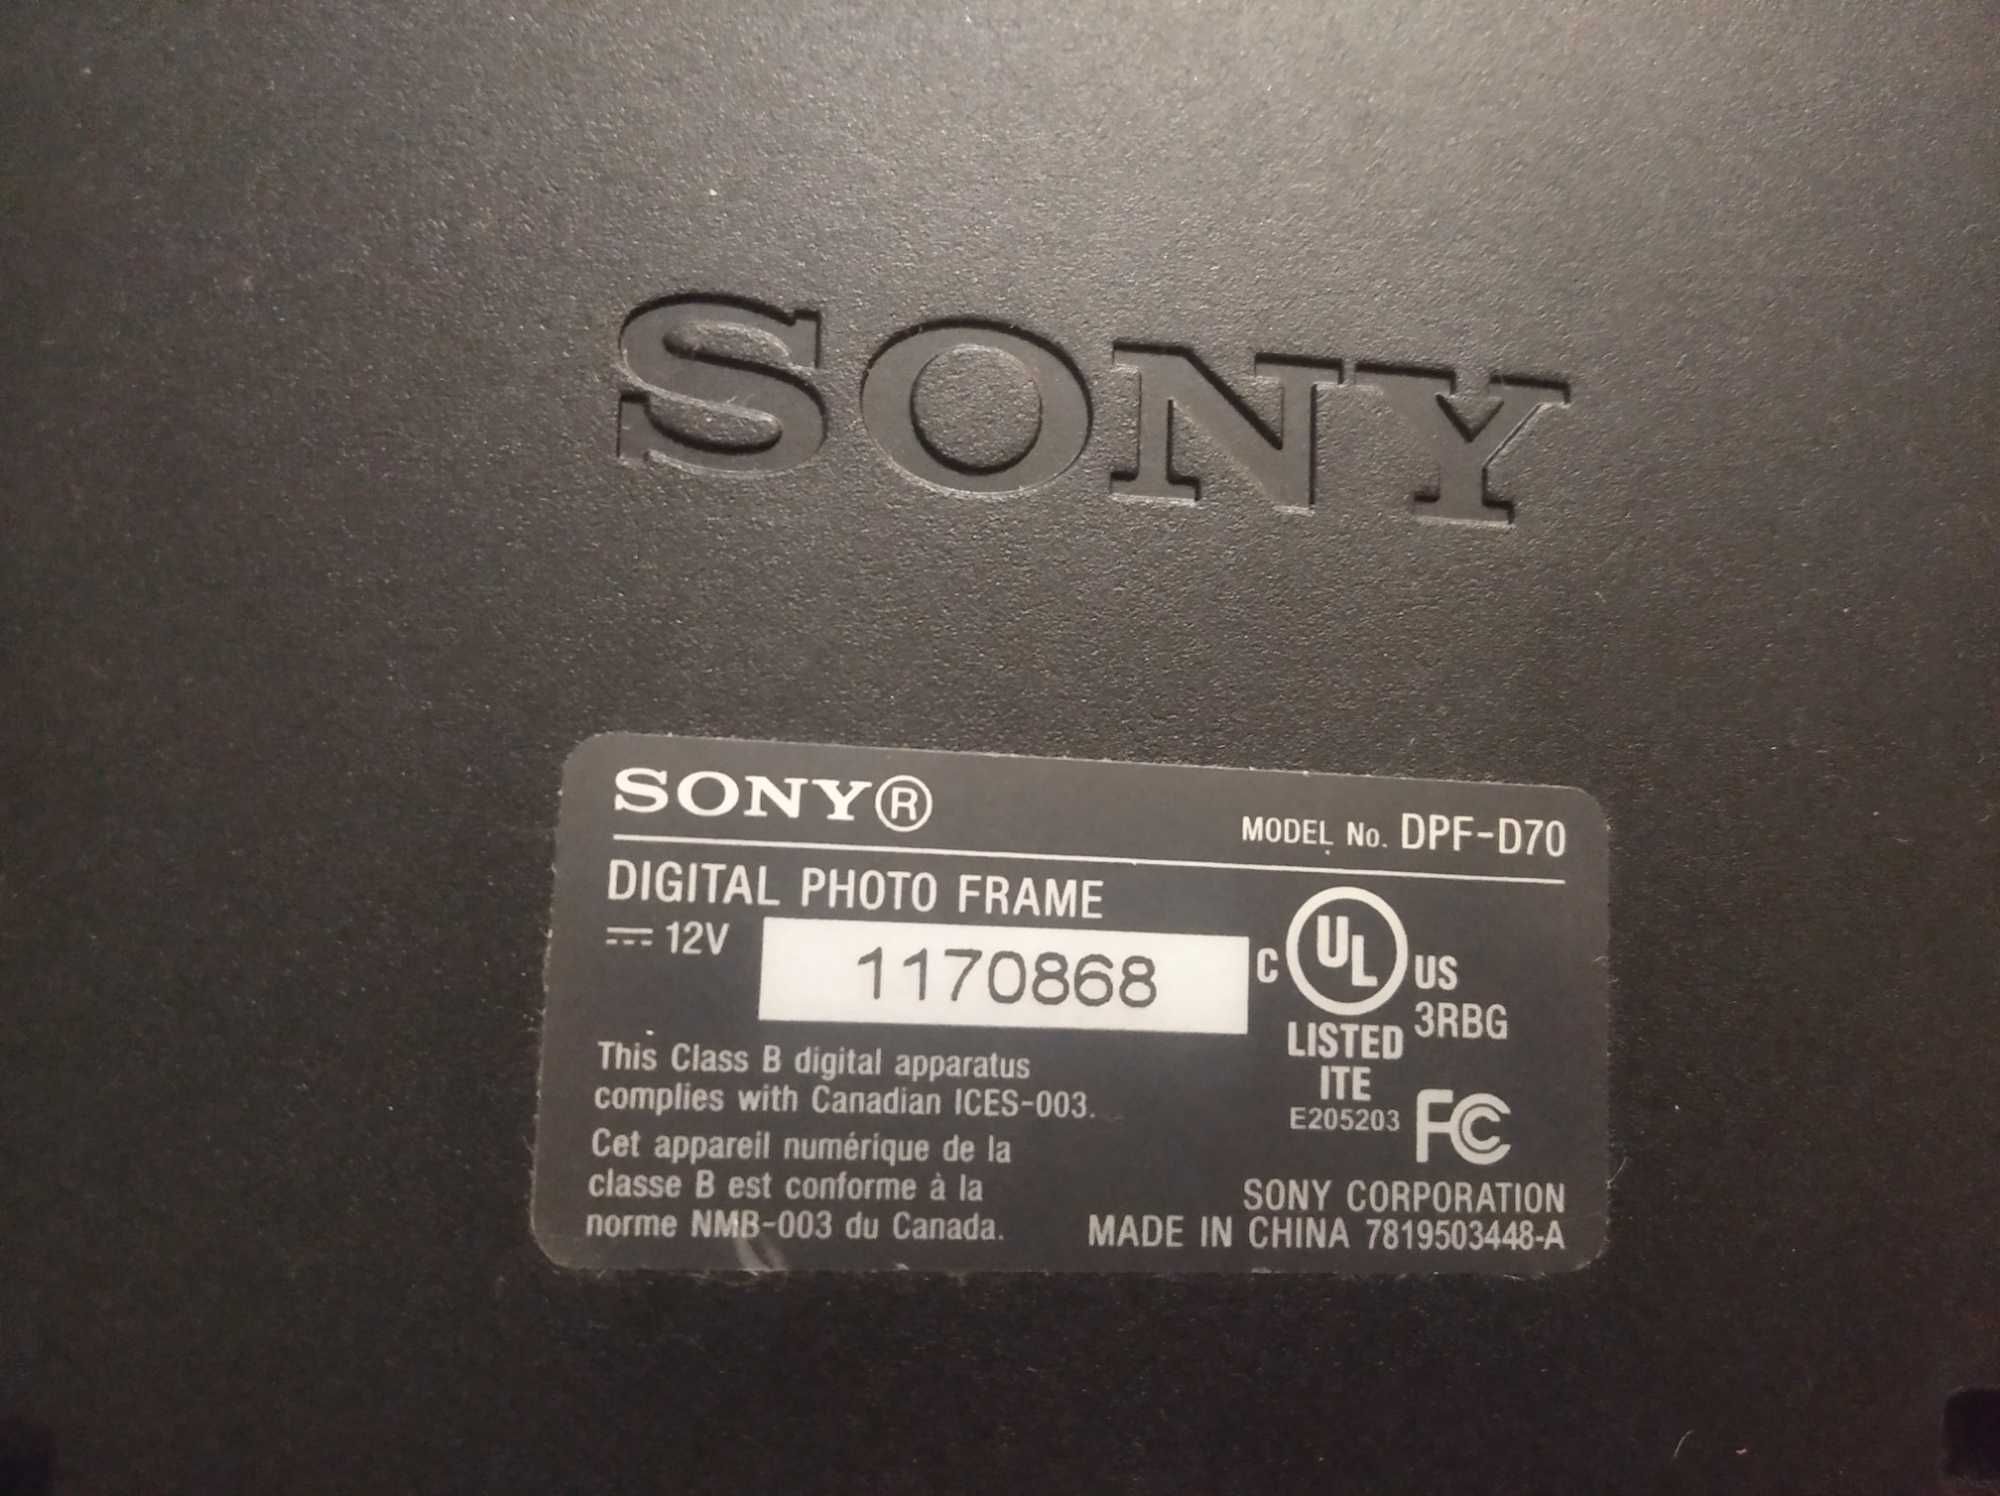 SONY
SONY®
MODEL No. DPF-D70
DIGITAL PHOTO FRAME
12V
1170868
C UL US
LISTED 3RBG
ITE
E205203
FC
This Class B digital apparatus
complies with Canadian ICES-003.
Cet appareil numérique de la
classe B est conforme à la
norme NMB-003 du Canada.
SONY CORPORATION
MADE IN CHINA 7819503448-A